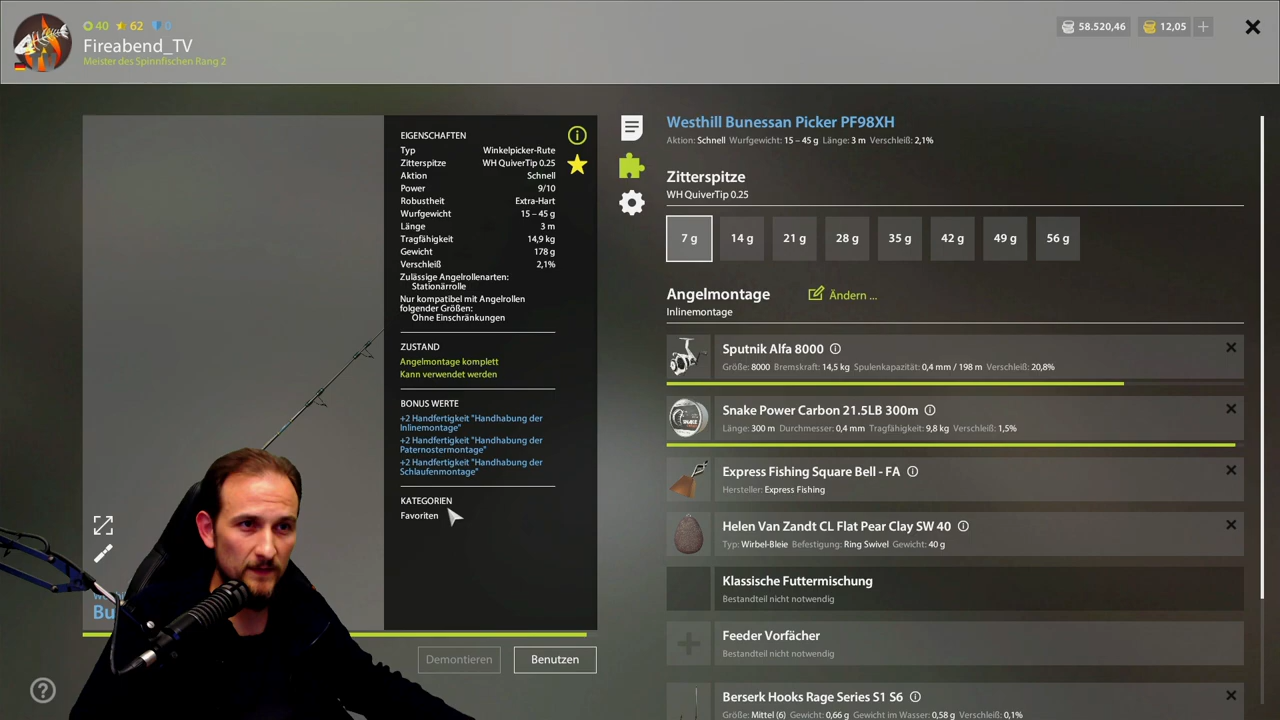 40 62 0
Fireabend_TV
Meister des Spinnfischen Rang 2
58.520,46 12,05
EIGENSCHAFTEN
Typ Winkelpicker-Rute
Zitterspitze WH QuiverTip 0.25
Aktion Schnell
Power 9/10
Robustheit Extra-Hart
Wurfgewicht 15 – 45 g
Länge 3 m
Tragfähigkeit 14,9 kg
Gewicht 178 g
Verschleiß 2,1%
Zulässige Angelrollenarten:
Stationärrolle
Nur kompatibel mit Angelrollen
folgender Größen:
Ohne Einschränkungen
ZUSTAND
Angelmontage komplett
Kann verwendet werden
BONUS WERTE
+2 Handfertigkeit "Handhabung der
Inlinemontage"
+2 Handfertigkeit "Handhabung der
Paternostermontage"
+2 Handfertigkeit "Handhabung der
Schlaufenmontage"
KATEGORIEN
Favoriten
Bu
Demontieren
Benutzen
Westhill Bunessan Picker PF98XH
Aktion: Schnell Wurfgewicht: 15 – 45 g Länge: 3 m Verschleiß: 2,1%
Zitterspitze
WH QuiverTip 0.25
7 g 14 g 21 g 28 g 35 g 42 g 49 g 56 g
Angelmontage Ändern ...
Inlinemontage
Sputnik Alfa 8000
Größe: 8000 Bremskraft: 14,5 kg Spulenkapazität: 0,4 mm / 198 m Verschleiß: 20,8%
Snake Power Carbon 21.5LB 300m
Länge: 300 m Durchmesser: 0,4 mm Tragfähigkeit: 9,8 kg Verschleiß: 1,5%
Express Fishing Square Bell - FA
Hersteller: Express Fishing
Helen Van Zandt CL Flat Pear Clay SW 40
Typ: Wirbel-Bleie Befestigung: Ring Swivel Gewicht: 40 g
Klassische Futtermischung
Bestandteil nicht notwendig
Feeder Vorfächer
Bestandteil nicht notwendig
Berserk Hooks Rage Series S1 S6
Größe: Mittel (6) Gewicht: 0,66 g Gewicht im Wasser: 0,58 g Verschleiß: 0,1%